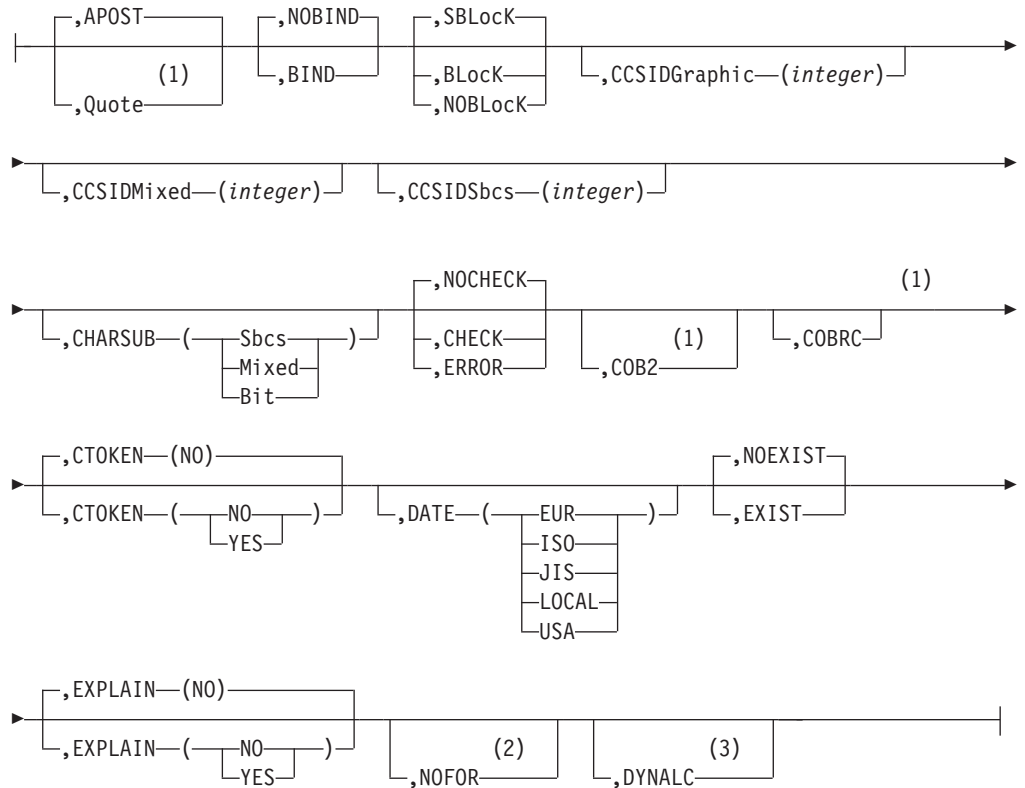 ,APOST ,NOBIND ,SBLocK
(1) ,BIND ,BLocK ,CCSIDGraphic (integer)
,Quote ,NOBLocK
,CCSIDMixed (integer) ,CCSIDSbcs (integer)
,NOCHECK (1)
,CHARSUB ( Sbcs ) ,CHECK (1) ,COBRC
Mixed ,ERROR ,COB2
Bit
,CTOKEN (NO) ,NOEXIST
,CTOKEN ( NO ) ,DATE ( EUR ) ,EXIST
YES ISO
JIS
LOCAL
USA
,EXPLAIN (NO)
,EXPLAIN ( NO ) (2) (3)
YES ,NOFOR ,DYNALC